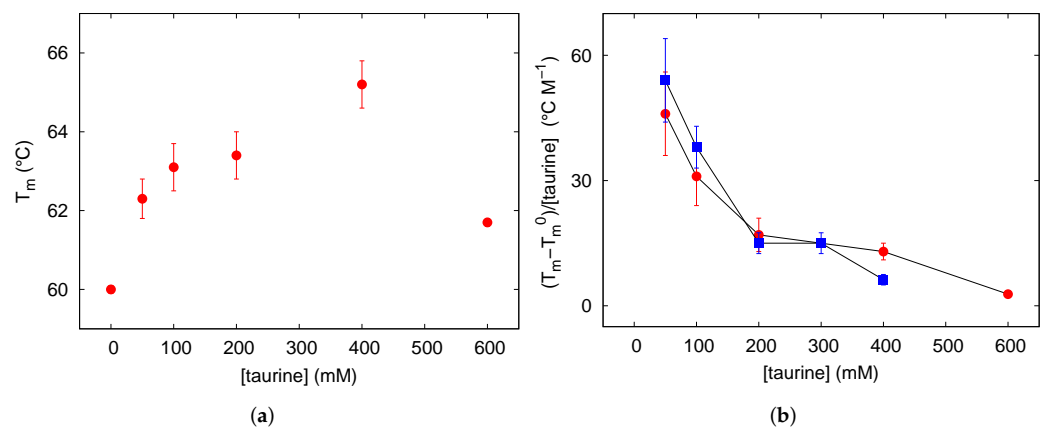 66
64
62
60
T_m (°C)
0 100 200 300 400 500 600
[taurine] (mM)
(a)
60
30
0
(T_m−T_m^0)/[taurine] (°C M^−1)
0 100 200 300 400 500 600
[taurine] (mM)
(b)